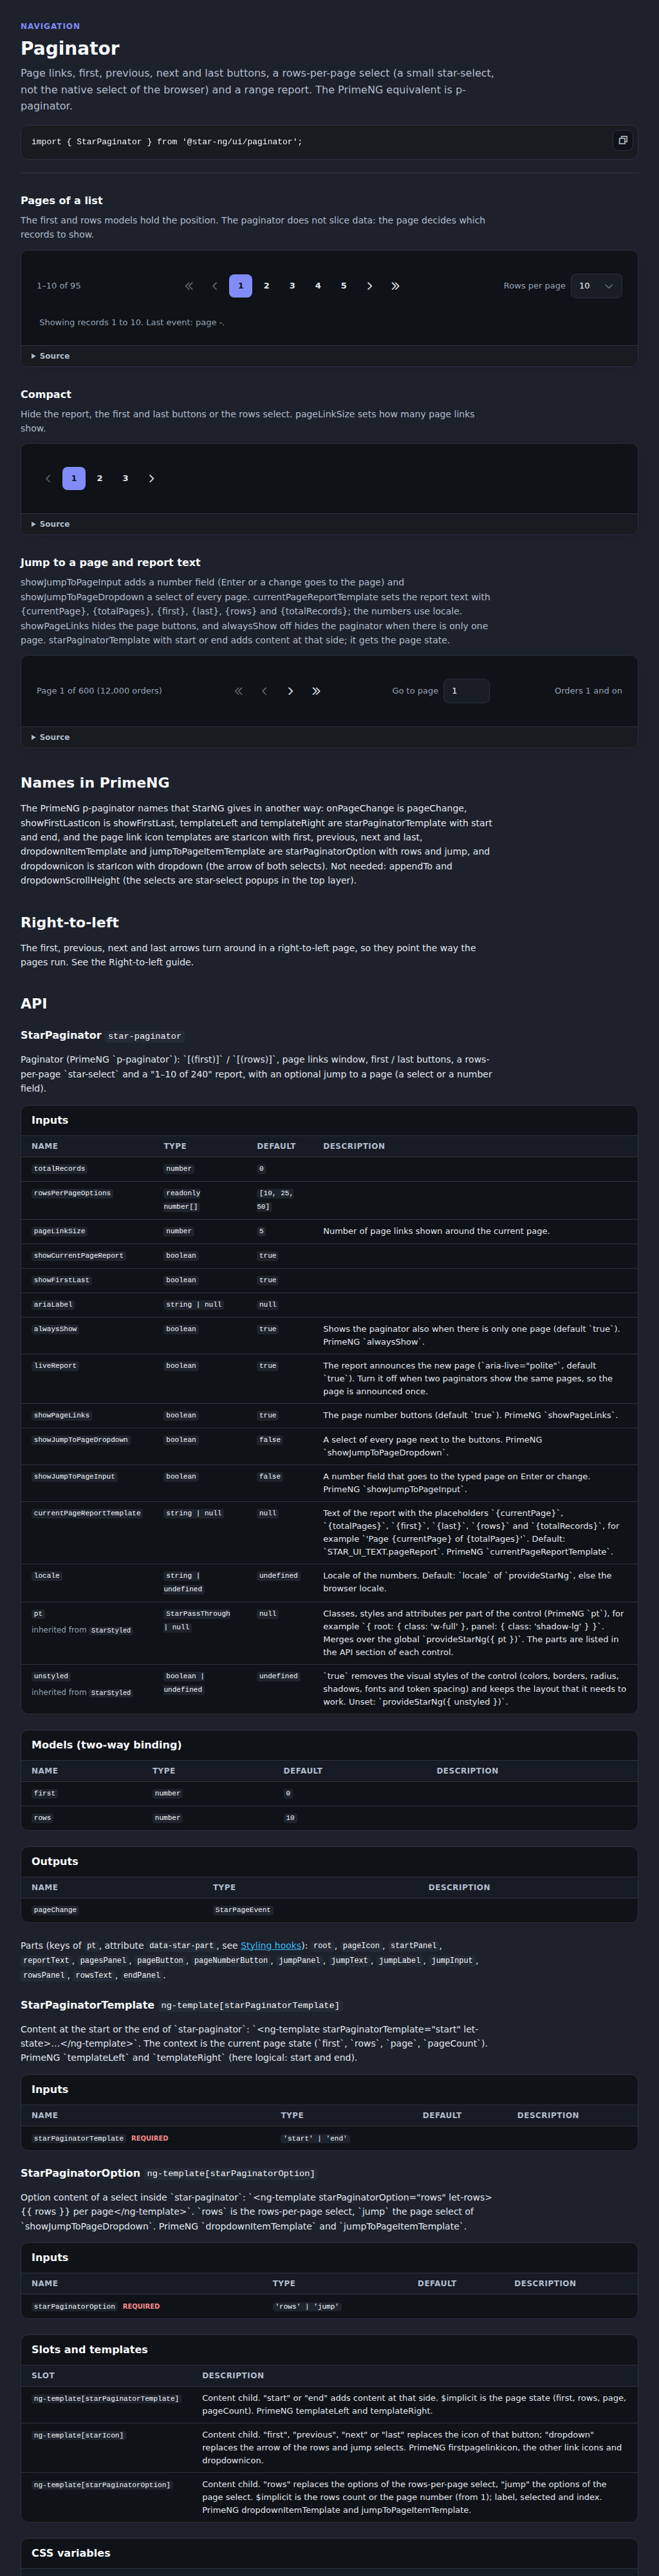 NAVIGATION
Paginator
Page links, first, previous, next and last buttons, a rows-per-page select (a small star-select,
not the native select of the browser) and a range report. The PrimeNG equivalent is p-
paginator.
import { StarPaginator } from '@star-ng/ui/paginator';
Pages of a list
The first and rows models hold the position. The paginator does not slice data: the page decides which
records to show.
1–10 of 95 1 2 3 4 5 Rows per page 10
Showing records 1 to 10. Last event: page -.
Source
Compact
Hide the report, the first and last buttons or the rows select. pageLinkSize sets how many page links
show.
1 2 3
Source
Jump to a page and report text
showJumpToPageInput adds a number field (Enter or a change goes to the page) and
showJumpToPageDropdown a select of every page. currentPageReportTemplate sets the report text with
{currentPage}, {totalPages}, {first}, {last}, {rows} and {totalRecords}; the numbers use locale.
showPageLinks hides the page buttons, and alwaysShow off hides the paginator when there is only one
page. starPaginatorTemplate with start or end adds content at that side; it gets the page state.
Page 1 of 600 (12,000 orders) Go to page 1 Orders 1 and on
Source
Names in PrimeNG
The PrimeNG p-paginator names that StarNG gives in another way: onPageChange is pageChange,
showFirstLastIcon is showFirstLast, templateLeft and templateRight are starPaginatorTemplate with start
and end, and the page link icon templates are starIcon with first, previous, next and last,
dropdownItemTemplate and jumpToPageItemTemplate are starPaginatorOption with rows and jump, and
dropdownicon is starIcon with dropdown (the arrow of both selects). Not needed: appendTo and
dropdownScrollHeight (the selects are star-select popups in the top layer).
Right-to-left
The first, previous, next and last arrows turn around in a right-to-left page, so they point the way the
pages run. See the Right-to-left guide.
API
StarPaginator star-paginator
Paginator (PrimeNG `p-paginator`): `[(first)]` / `[(rows)]`, page links window, first / last buttons, a rows-
per-page `star-select` and a "1–10 of 240" report, with an optional jump to a page (a select or a number
field).
Inputs
NAME TYPE DEFAULT DESCRIPTION
totalRecords number 0
rowsPerPageOptions readonly number[] [10, 25, 50]
pageLinkSize number 5 Number of page links shown around the current page.
showCurrentPageReport boolean true
showFirstLast boolean true
ariaLabel string | null null
alwaysShow boolean true Shows the paginator also when there is only one page (default `true`).
PrimeNG `alwaysShow`.
liveReport boolean true The report announces the new page (`aria-live="polite"`, default
`true`). Turn it off when two paginators show the same pages, so the
page is announced once.
showPageLinks boolean true The page number buttons (default `true`). PrimeNG `showPageLinks`.
showJumpToPageDropdown boolean false A select of every page next to the buttons. PrimeNG
`showJumpToPageDropdown`.
showJumpToPageInput boolean false A number field that goes to the typed page on Enter or change.
PrimeNG `showJumpToPageInput`.
currentPageReportTemplate string | null null Text of the report with the placeholders `{currentPage}`,
`{totalPages}`, `{first}`, `{last}`, `{rows}` and `{totalRecords}`, for
example `'Page {currentPage} of {totalPages}'`. Default:
`STAR_UI_TEXT.pageReport`. PrimeNG `currentPageReportTemplate`.
locale string | undefined undefined Locale of the numbers. Default: `locale` of `provideStarNg`, else the
browser locale.
pt StarPassThrough | null null Classes, styles and attributes per part of the control (PrimeNG `pt`), for
inherited from StarStyled example `{ root: { class: 'w-full' }, panel: { class: 'shadow-lg' } }`.
Merges over the global `provideStarNg({ pt })`. The parts are listed in
the API section of each control.
unstyled boolean | undefined undefined `true` removes the visual styles of the control (colors, borders, radius,
inherited from StarStyled shadows, fonts and token spacing) and keeps the layout that it needs to
work. Unset: `provideStarNg({ unstyled })`.
Models (two-way binding)
NAME TYPE DEFAULT DESCRIPTION
first number 0
rows number 10
Outputs
NAME TYPE DESCRIPTION
pageChange StarPageEvent
Parts (keys of pt, attribute data-star-part, see Styling hooks): root, pageIcon, startPanel,
reportText, pagesPanel, pageButton, pageNumberButton, jumpPanel, jumpText, jumpLabel, jumpInput,
rowsPanel, rowsText, endPanel.
StarPaginatorTemplate ng-template[starPaginatorTemplate]
Content at the start or the end of `star-paginator`: `<ng-template starPaginatorTemplate="start" let-
state>…</ng-template>`. The context is the current page state (`first`, `rows`, `page`, `pageCount`).
PrimeNG `templateLeft` and `templateRight` (here logical: start and end).
Inputs
NAME TYPE DEFAULT DESCRIPTION
starPaginatorTemplate REQUIRED 'start' | 'end'
StarPaginatorOption ng-template[starPaginatorOption]
Option content of a select inside `star-paginator`: `<ng-template starPaginatorOption="rows" let-rows>
{{ rows }} per page</ng-template>`. `rows` is the rows-per-page select, `jump` the page select of
`showJumpToPageDropdown`. PrimeNG `dropdownItemTemplate` and `jumpToPageItemTemplate`.
Inputs
NAME TYPE DEFAULT DESCRIPTION
starPaginatorOption REQUIRED 'rows' | 'jump'
Slots and templates
SLOT DESCRIPTION
ng-template[starPaginatorTemplate] Content child. "start" or "end" adds content at that side. $implicit is the page state (first, rows, page,
pageCount). PrimeNG templateLeft and templateRight.
ng-template[starIcon] Content child. "first", "previous", "next" or "last" replaces the icon of that button; "dropdown"
replaces the arrow of the rows and jump selects. PrimeNG firstpagelinkicon, the other link icons and
dropdownicon.
ng-template[starPaginatorOption] Content child. "rows" replaces the options of the rows-per-page select, "jump" the options of the
page select. $implicit is the rows count or the page number (from 1); label, selected and index.
PrimeNG dropdownItemTemplate and jumpToPageItemTemplate.
CSS variables